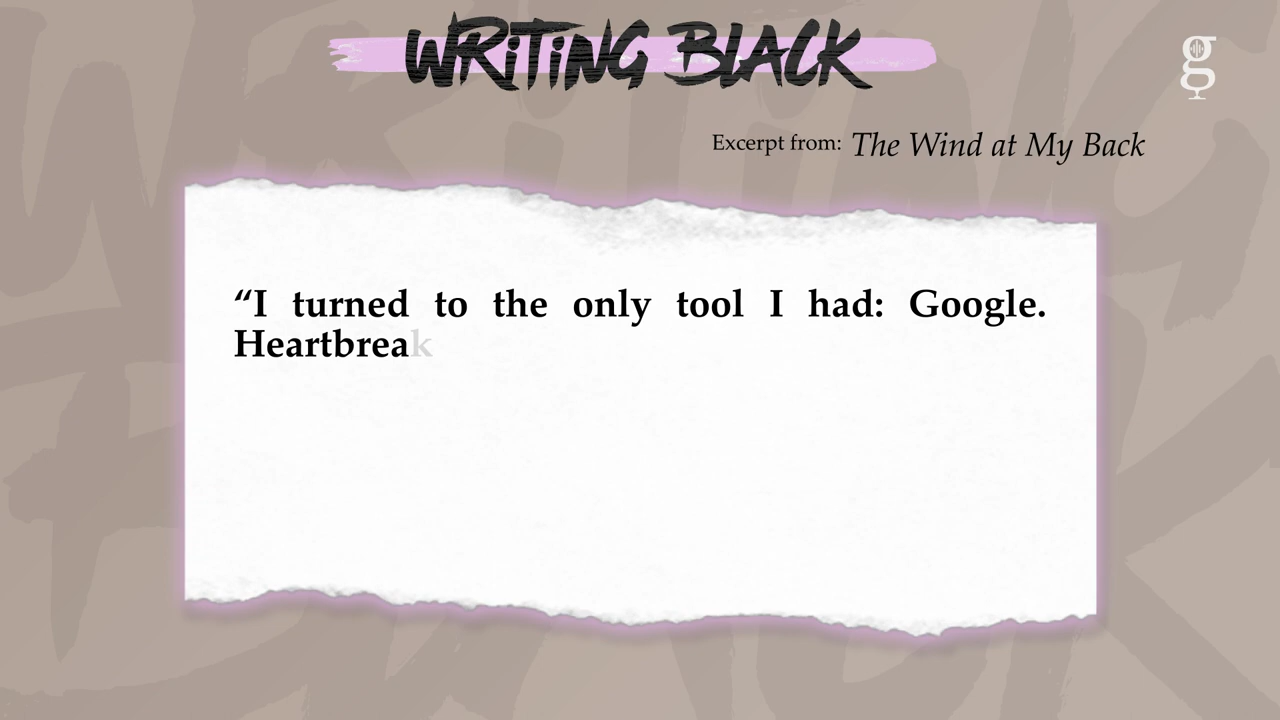 WRiTiNG BLACK
g
Excerpt from: The Wind at My Back
“I turned to the only tool I had: Google.
Heartbreak